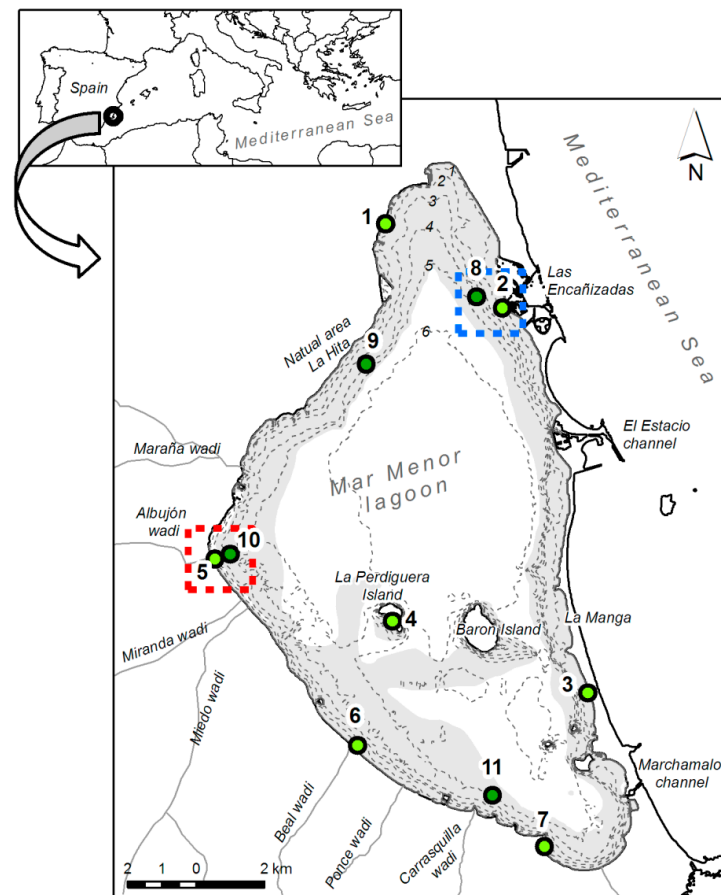 Spain
Mediterranean Sea
N
Mediterranean Sea
1
2
3
4
5
6
1
8
2
Las
Encañizadas
Natual area
La Hita
9
El Estacio
channel
Maraña wadi
Mar Menor
lagoon
Albujón
wadi
10
5
La Perdiguera
Island
4
Baron Island
La Manga
Miranda wadi
Miedo wadi
3
6
11
Marchamalo
channel
7
Beal wadi
Ponce wadi
Carrasquilla
wadi
2 1 0 2 km